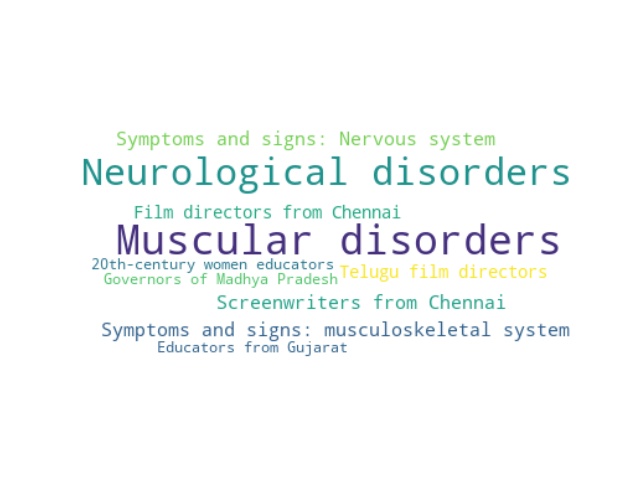 Symptoms and signs: Nervous system
Neurological disorders
Film directors from Chennai
Muscular disorders
20th-century women educators
Telugu film directors
Governors of Madhya Pradesh
Screenwriters from Chennai
Symptoms and signs: musculoskeletal system
Educators from Gujarat